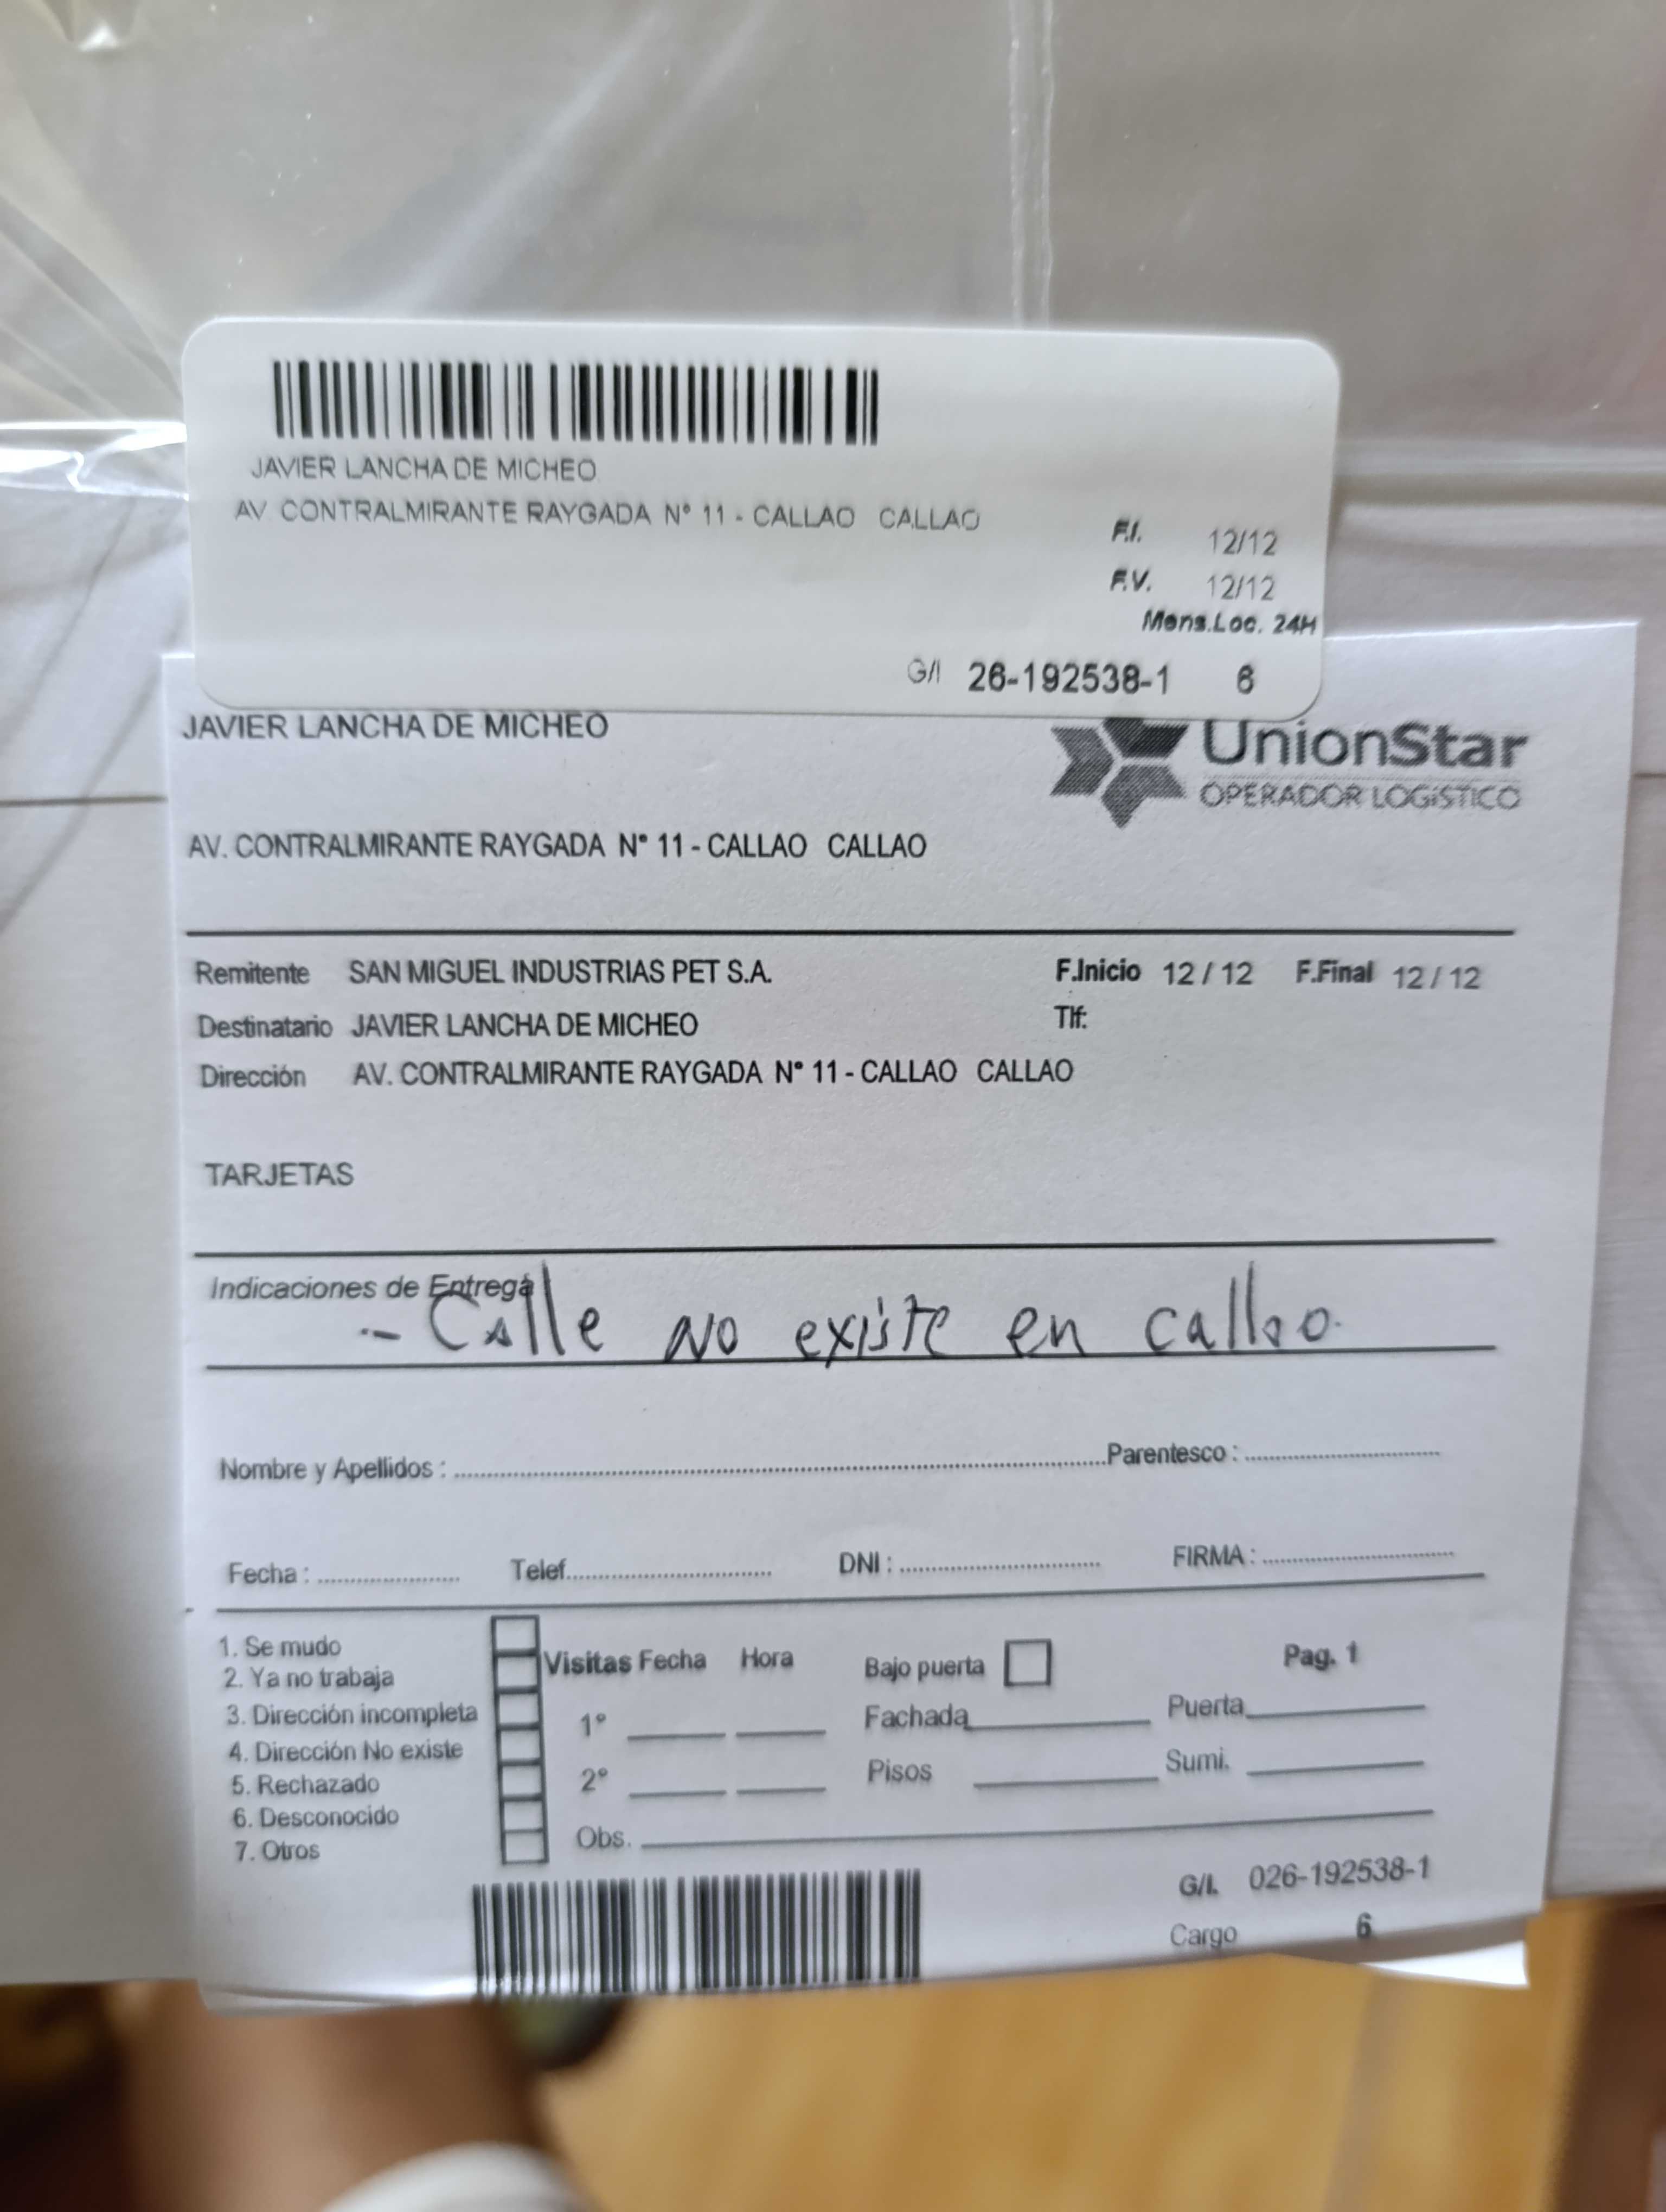 JAVIER LANCHA DE MICHEO
AV. CONTRALMIRANTE RAYGADA N° 11 - CALLAO CALLAO
F.I. 12/12
F.V. 12/12
Mens.Loc. 24H
G/I 26-192538-1 6
JAVIER LANCHA DE MICHEO
UnionStar
OPERADOR LOGíSTICO
AV. CONTRALMIRANTE RAYGADA N° 11 - CALLAO CALLAO
Remitente SAN MIGUEL INDUSTRIAS PET S.A. F.Inicio 12 / 12 F.Final 12 / 12
Destinatario JAVIER LANCHA DE MICHEO Tlf:
Dirección AV. CONTRALMIRANTE RAYGADA N° 11 - CALLAO CALLAO
TARJETAS
Indicaciones de Entrega
- Calle No existe en callao.
Nombre y Apellidos : Parentesco :
Fecha : Telef. DNI : FIRMA :
1. Se mudo
2. Ya no trabaja
3. Dirección incompleta
4. Dirección No existe
5. Rechazado
6. Desconocido
7. Otros
Visitas Fecha Hora
1°
2°
Obs.
Bajo puerta
Fachada
Pisos
Pag. 1
Puerta
Sumi.
G/I. 026-192538-1
Cargo 6